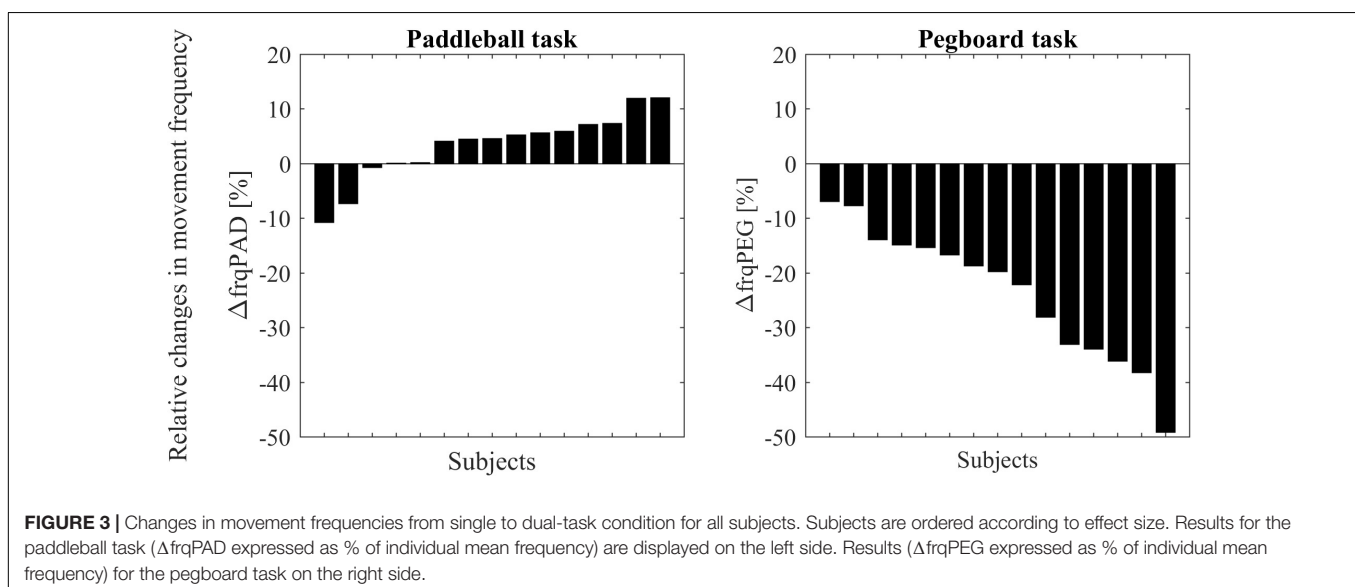 Paddleball task
Pegboard task
Relative changes in movement frequency
ΔfrqPAD [%]
20
10
0
-10
-20
-30
-40
-50
Subjects
ΔfrqPEG [%]
20
10
0
-10
-20
-30
-40
-50
Subjects
FIGURE 3 | Changes in movement frequencies from single to dual-task condition for all subjects. Subjects are ordered according to effect size. Results for the
paddleball task (ΔfrqPAD expressed as % of individual mean frequency) are displayed on the left side. Results (ΔfrqPEG expressed as % of individual mean
frequency) for the pegboard task on the right side.